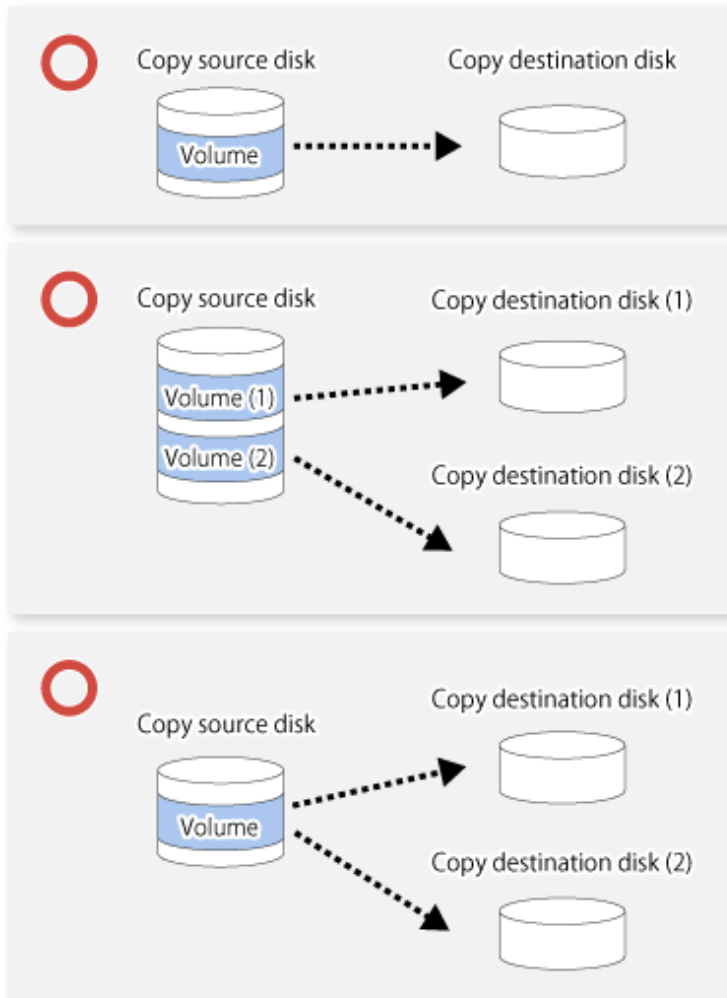 Copy source disk
Copy destination disk
Volume
Copy source disk
Copy destination disk (1)
Volume (1)
Volume (2)
Copy destination disk (2)
Copy destination disk (1)
Copy source disk
Volume
Copy destination disk (2)